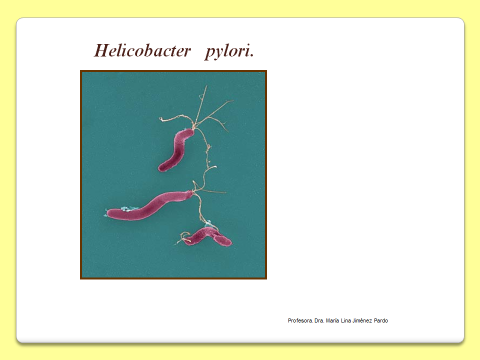 Helicobacter pylori.
Profesora. Dra. María Lina Jiménez Pardo